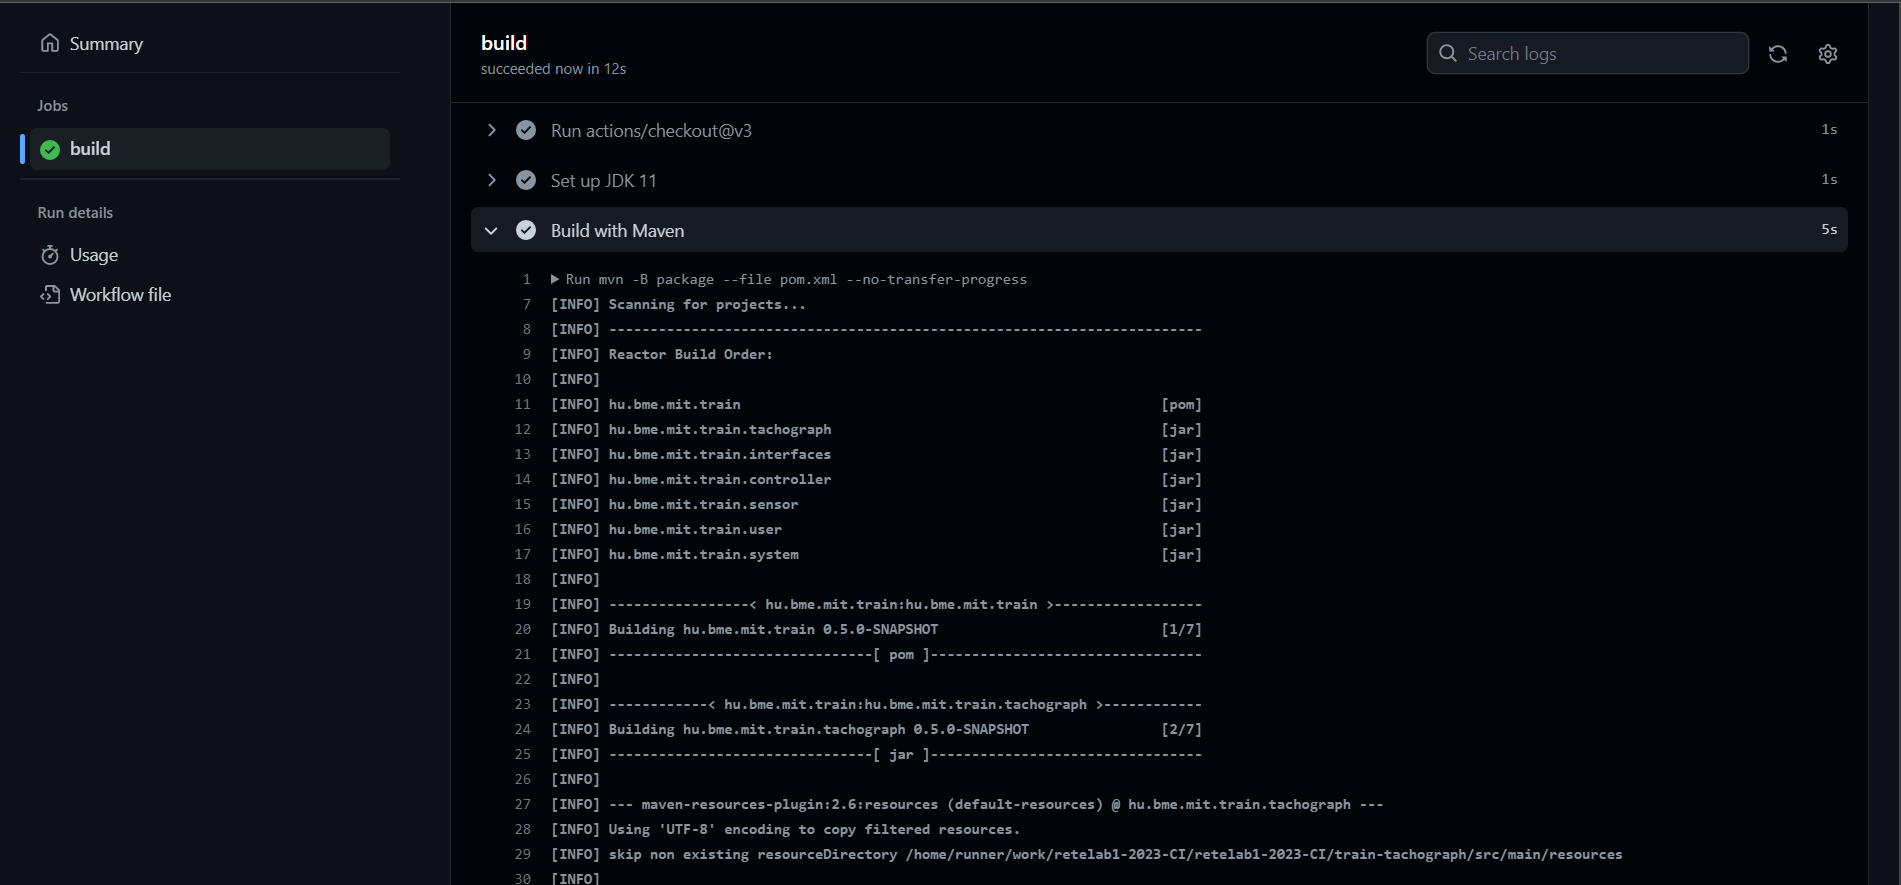 Summary
Jobs
build
Run details
Usage
Workflow file
build
succeeded now in 12s
Search logs
Run actions/checkout@v3 1s
Set up JDK 11 1s
Build with Maven 5s
1 Run mvn -B package --file pom.xml --no-transfer-progress
7 [INFO] Scanning for projects...
8 [INFO] ------------------------------------------------------------------------
9 [INFO] Reactor Build Order:
10 [INFO]
11 [INFO] hu.bme.mit.train [pom]
12 [INFO] hu.bme.mit.train.tachograph [jar]
13 [INFO] hu.bme.mit.train.interfaces [jar]
14 [INFO] hu.bme.mit.train.controller [jar]
15 [INFO] hu.bme.mit.train.sensor [jar]
16 [INFO] hu.bme.mit.train.user [jar]
17 [INFO] hu.bme.mit.train.system [jar]
18 [INFO]
19 [INFO] -----------------< hu.bme.mit.train:hu.bme.mit.train >------------------
20 [INFO] Building hu.bme.mit.train 0.5.0-SNAPSHOT [1/7]
21 [INFO] --------------------------------[ pom ]---------------------------------
22 [INFO]
23 [INFO] ------------< hu.bme.mit.train:hu.bme.mit.train.tachograph >------------
24 [INFO] Building hu.bme.mit.train.tachograph 0.5.0-SNAPSHOT [2/7]
25 [INFO] --------------------------------[ jar ]---------------------------------
26 [INFO]
27 [INFO] --- maven-resources-plugin:2.6:resources (default-resources) @ hu.bme.mit.train.tachograph ---
28 [INFO] Using 'UTF-8' encoding to copy filtered resources.
29 [INFO] skip non existing resourceDirectory /home/runner/work/retelab1-2023-CI/retelab1-2023-CI/train-tachograph/src/main/resources
30 [INFO]